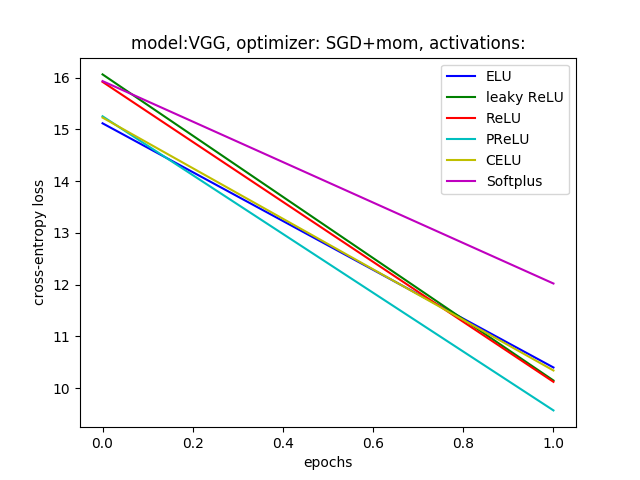 model:VGG, optimizer: SGD+mom, activations:
ELU
leaky ReLU
ReLU
PReLU
CELU
Softplus
cross-entropy loss
16
15
14
13
12
11
10
0.0 0.2 0.4 0.6 0.8 1.0
epochs